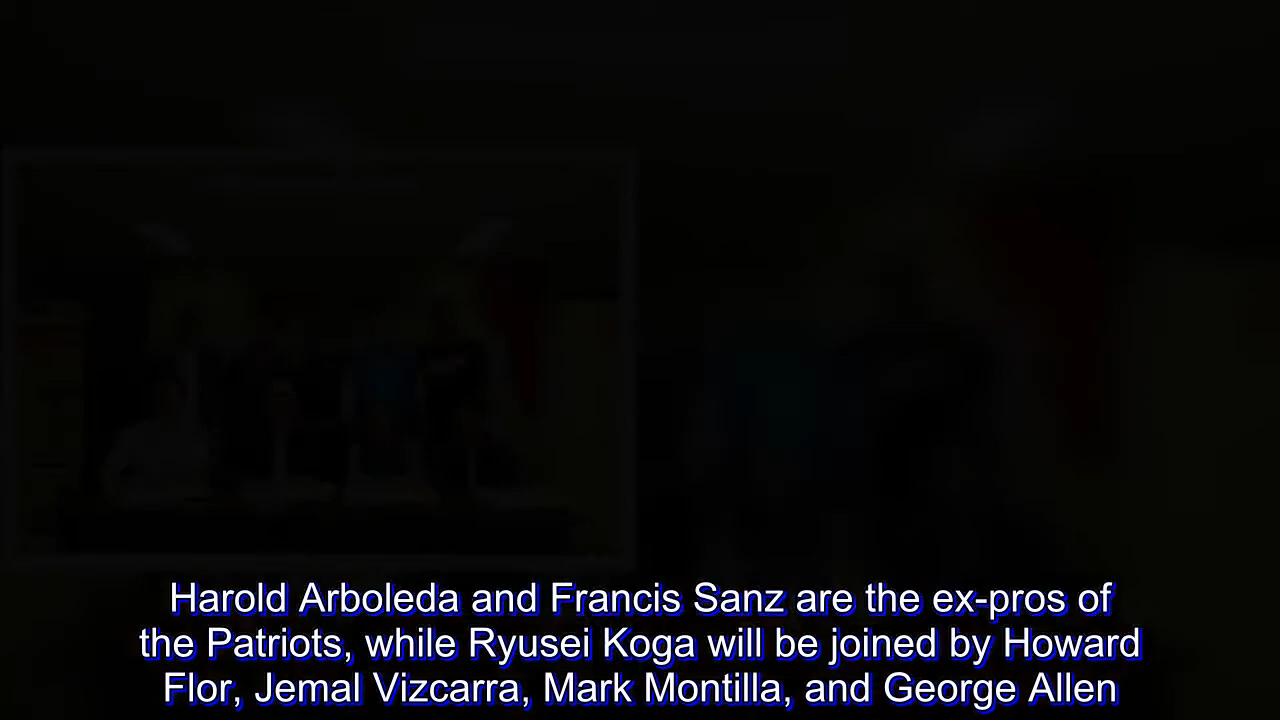 Harold Arboleda and Francis Sanz are the ex-pros of
the Patriots, while Ryusei Koga will be joined by Howard
Flor, Jemal Vizcarra, Mark Montilla, and George Allen